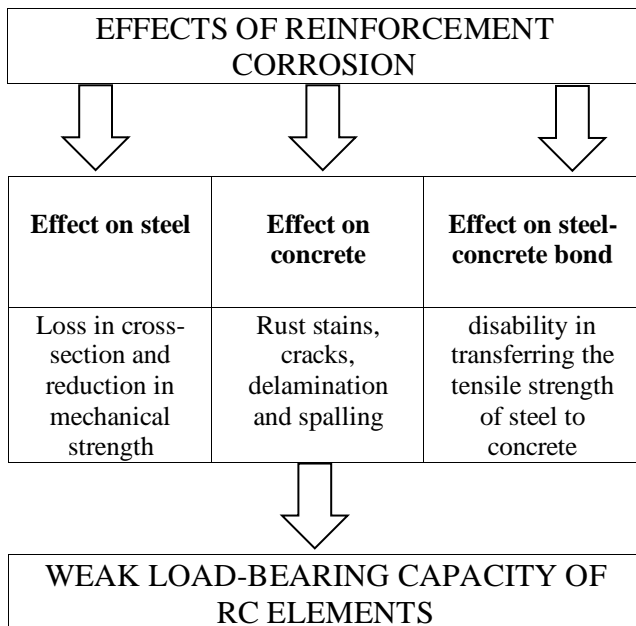 EFFECTS OF REINFORCEMENT
CORROSION
Effect on steel
Effect on
concrete
Effect on steel-
concrete bond
Loss in cross-
section and
reduction in
mechanical
strength
Rust stains,
cracks,
delamination
and spalling
disability in
transferring the
tensile strength
of steel to
concrete
WEAK LOAD-BEARING CAPACITY OF
RC ELEMENTS